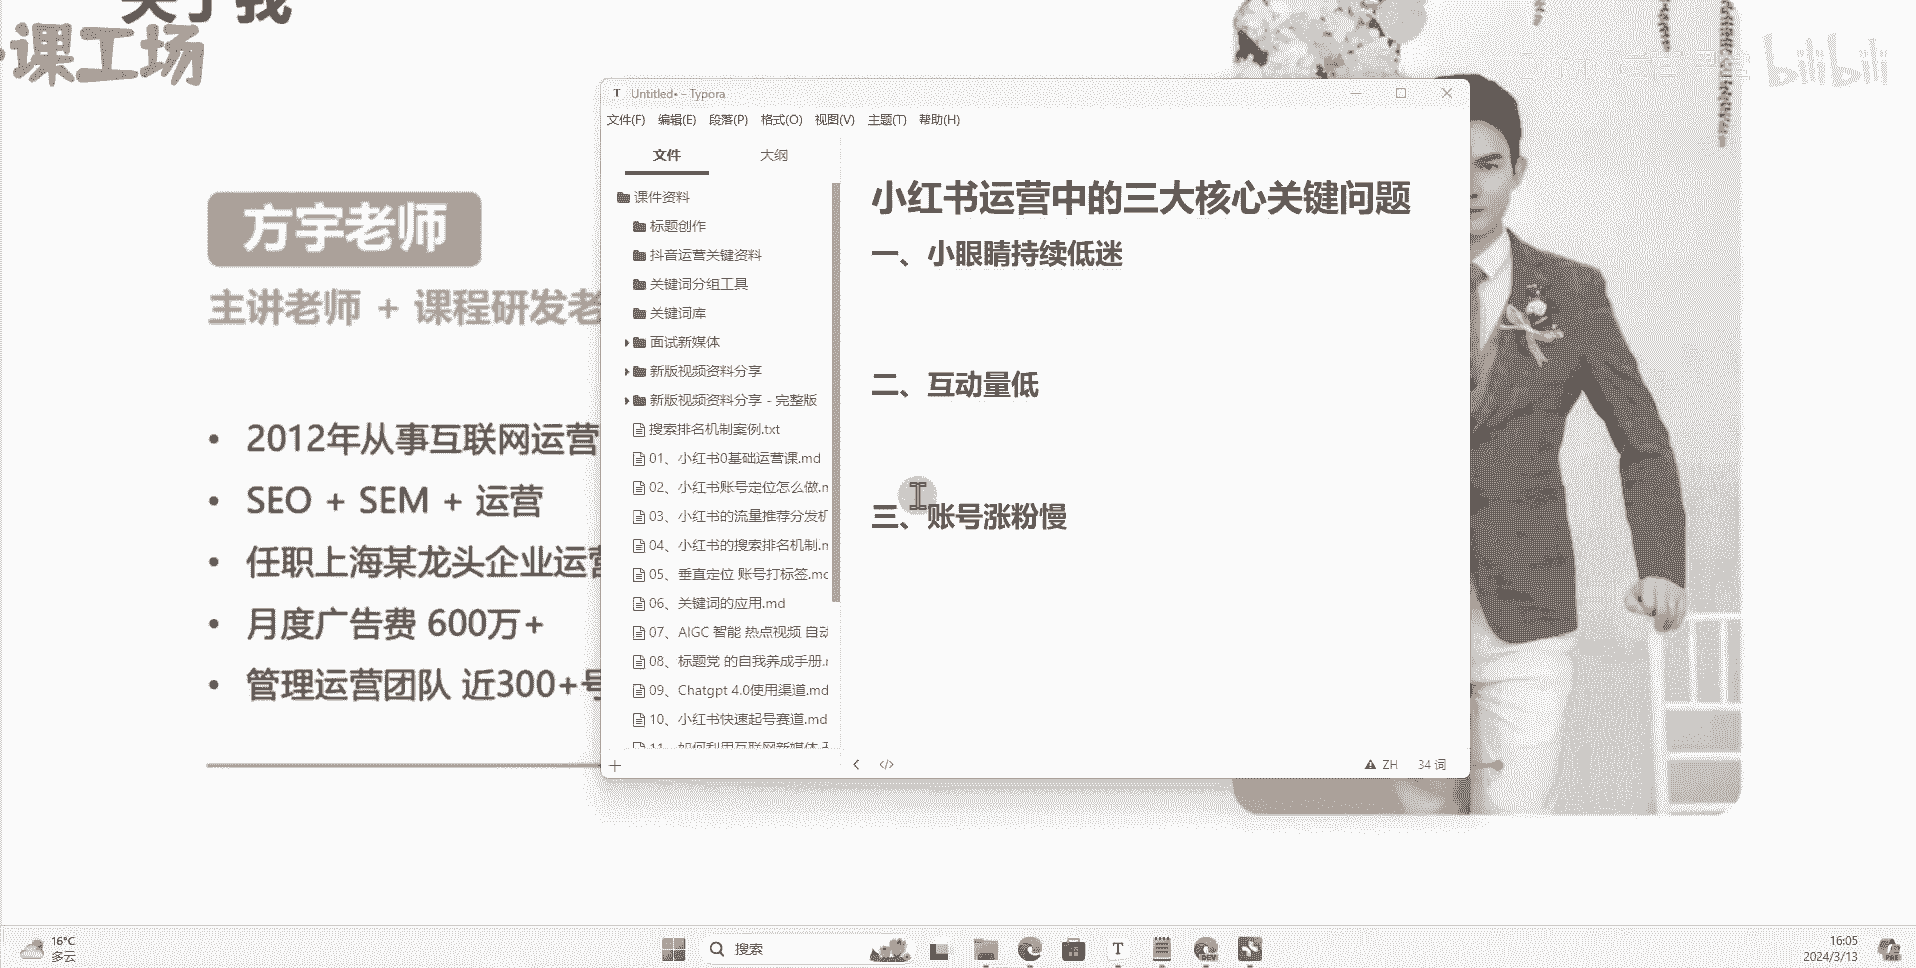 关于我
课工场
bilibili
方宇老师
主讲老师 + 课程研发老
2012年从事互联网运营
SEO + SEM + 运营
任职上海某龙头企业运营
月度广告费 600万+
管理运营团队 近300+号
Untitled• - Typora
文件(F) 编辑(E) 段落(P) 格式(O) 视图(V) 主题(T) 帮助(H)
文件 大纲
课件资料
标题创作
抖音运营关键资料
关键词分组工具
关键词库
面试新媒体
新版视频资料分享
新版视频资料分享 - 完整版
搜索排名机制案例.txt
01、小红书0基础运营课.md
02、小红书账号定位怎么做.m
03、小红书的流量推荐分发机
04、小红书的搜索排名机制.m
05、垂直定位 账号打标签.md
06、关键词的应用.md
07、AIGC 智能 热点视频 自动
08、标题党 的自我养成手册.m
09、Chatgpt 4.0使用渠道.md
10、小红书快速起号赛道.md
11、如何利用互联网新媒体
小红书运营中的三大核心关键问题
一、小眼睛持续低迷
二、互动量低
三、账号涨粉慢
ZH 34 词
16°C
多云
搜索
16:05
2024/3/13